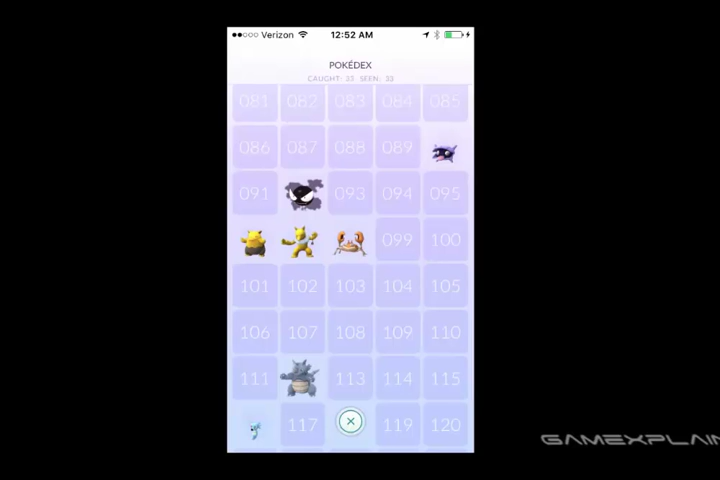 Verizon 12:52 AM
POKÉDEX
CAUGHT: 23 SEEN: 33
081 082 083 084 085
086 087 088 089
091 093 094 095
099 100
101 102 103 104 105
106 107 108 109 110
111 113 114 115
117 119 120
GAMEXPLAIN